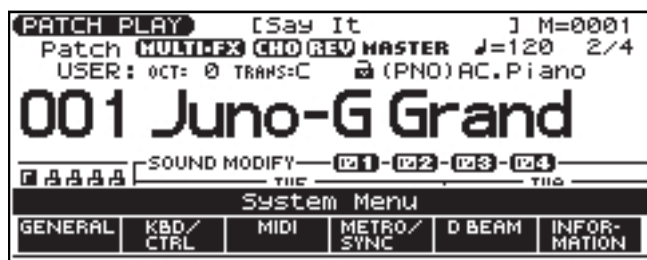 PATCH PLAY [Say It ] M=0001
Patch MULTI-FX CHO REV MASTER ♩=120 2/4
USER: OCT: 0 TRANS:C (PNO)AC.Piano
001 Juno-G Grand
SOUND MODIFY 1 - 2 - 3 - 4
System Menu
GENERAL KBD/CTRL MIDI METRO/SYNC D BEAM INFOR-MATION